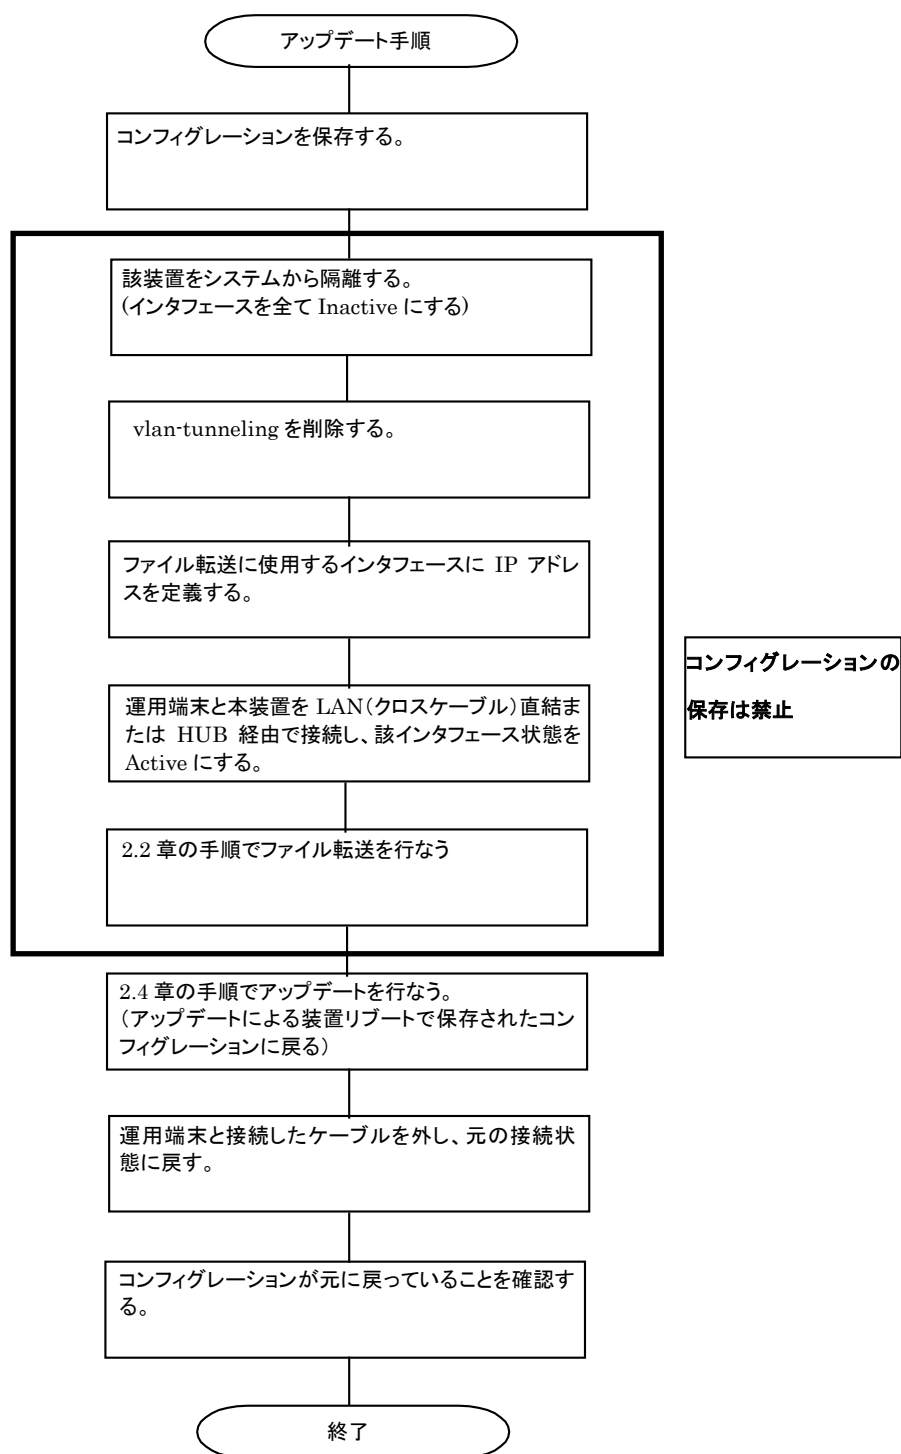 アップデート手順
コンフィグレーションを保存する。
該装置をシステムから隔離する。
(インタフェースを全て Inactive にする)
vlan-tunneling を削除する。
ファイル転送に使用するインタフェースに IP アドレ
スを定義する。
運用端末と本装置を LAN（クロスケーブル）直結ま
たは HUB 経由で接続し、該インタフェース状態を
Active にする。
コンフィグレーションの
保存は禁止
2.2 章の手順でファイル転送を行なう
2.4 章の手順でアップデートを行なう。
（アップデートによる装置リブートで保存されたコン
フィグレーションに戻る）
運用端末と接続したケーブルを外し、元の接続状
態に戻す。
コンフィグレーションが元に戻っていることを確認す
る。
終了